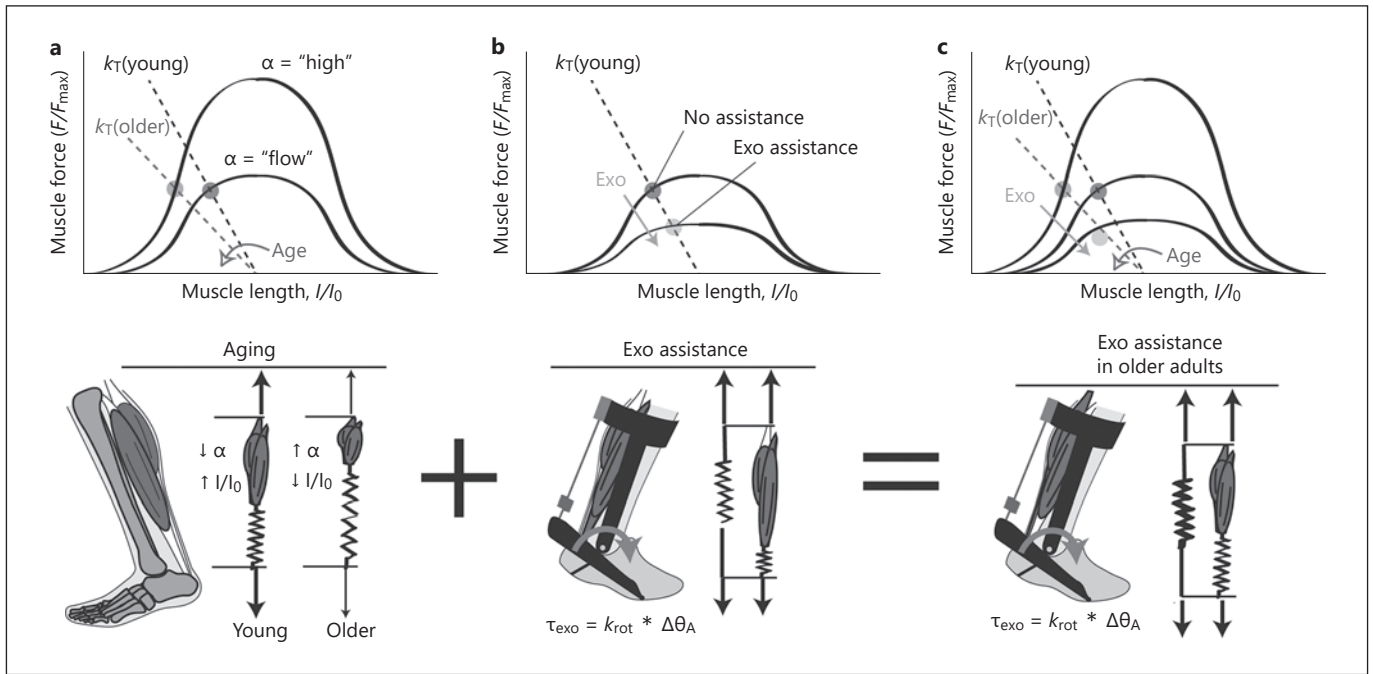 a
Muscle force (F/Fmax)
kT(young)
α = "high"
kT(older)
α = "flow"
Age
Muscle length, l/l0
b
Muscle force (F/Fmax)
kT(young)
No assistance
Exo assistance
Exo
Muscle length, l/l0
c
Muscle force (F/Fmax)
kT(young)
kT(older)
Exo
Age
Muscle length, l/l0
Aging
↓ α
↑ l/l0
↑ α
↓ l/l0
Young
Older
+
Exo assistance
τexo = krot * ΔθA
=
Exo assistance
in older adults
τexo = krot * ΔθA